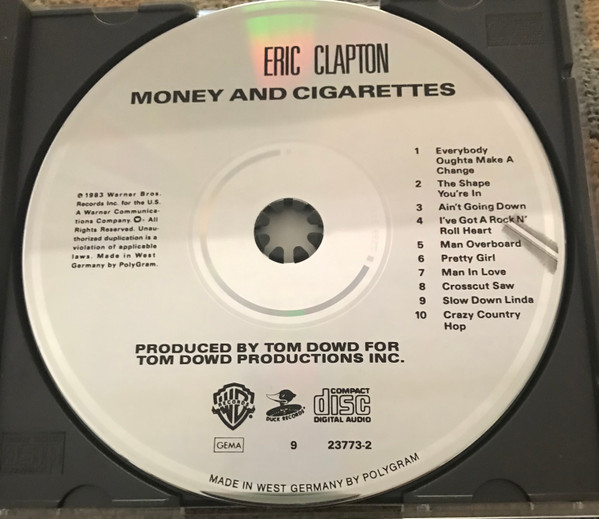 ERIC CLAPTON
MONEY AND CIGARETTES
℗1983 Warner Bros.
Records Inc. for the U.S.
A Warner Communica-
tions Company. All
Rights Reserved. Unau-
thorized duplication is a
violation of applicable
laws. Made in West
Germany by PolyGram.
1 Everybody
Oughta Make A
Change
2 The Shape
You're In
3 Ain't Going Down
4 I've Got A Rock N'
Roll Heart
5 Man Overboard
6 Pretty Girl
7 Man In Love
8 Crosscut Saw
9 Slow Down Linda
10 Crazy Country
Hop
PRODUCED BY TOM DOWD FOR
TOM DOWD PRODUCTIONS INC.
WB
RECORDS
DUCK RECORDS
COMPACT
disc
DIGITAL AUDIO
GEMA 9 23773-2
MADE IN WEST GERMANY BY POLYGRAM